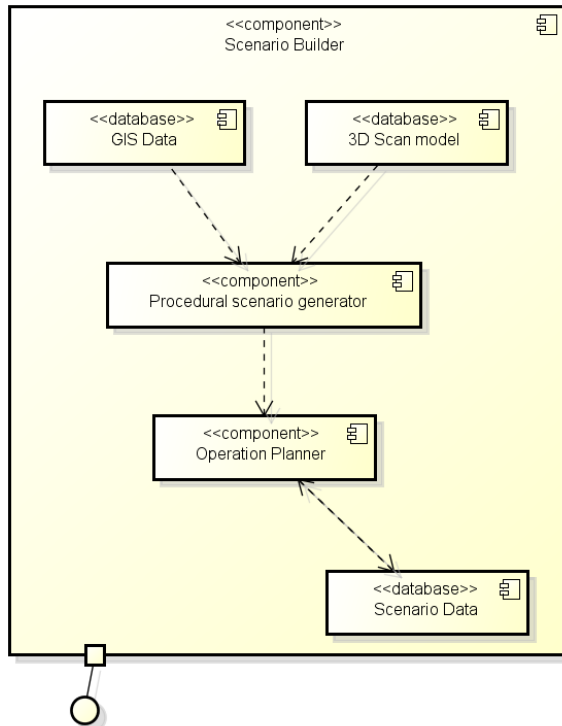 <<component>>
Scenario Builder
<<database>>
GIS Data
<<database>>
3D Scan model
<<component>>
Procedural scenario generator
<<component>>
Operation Planner
<<database>>
Scenario Data